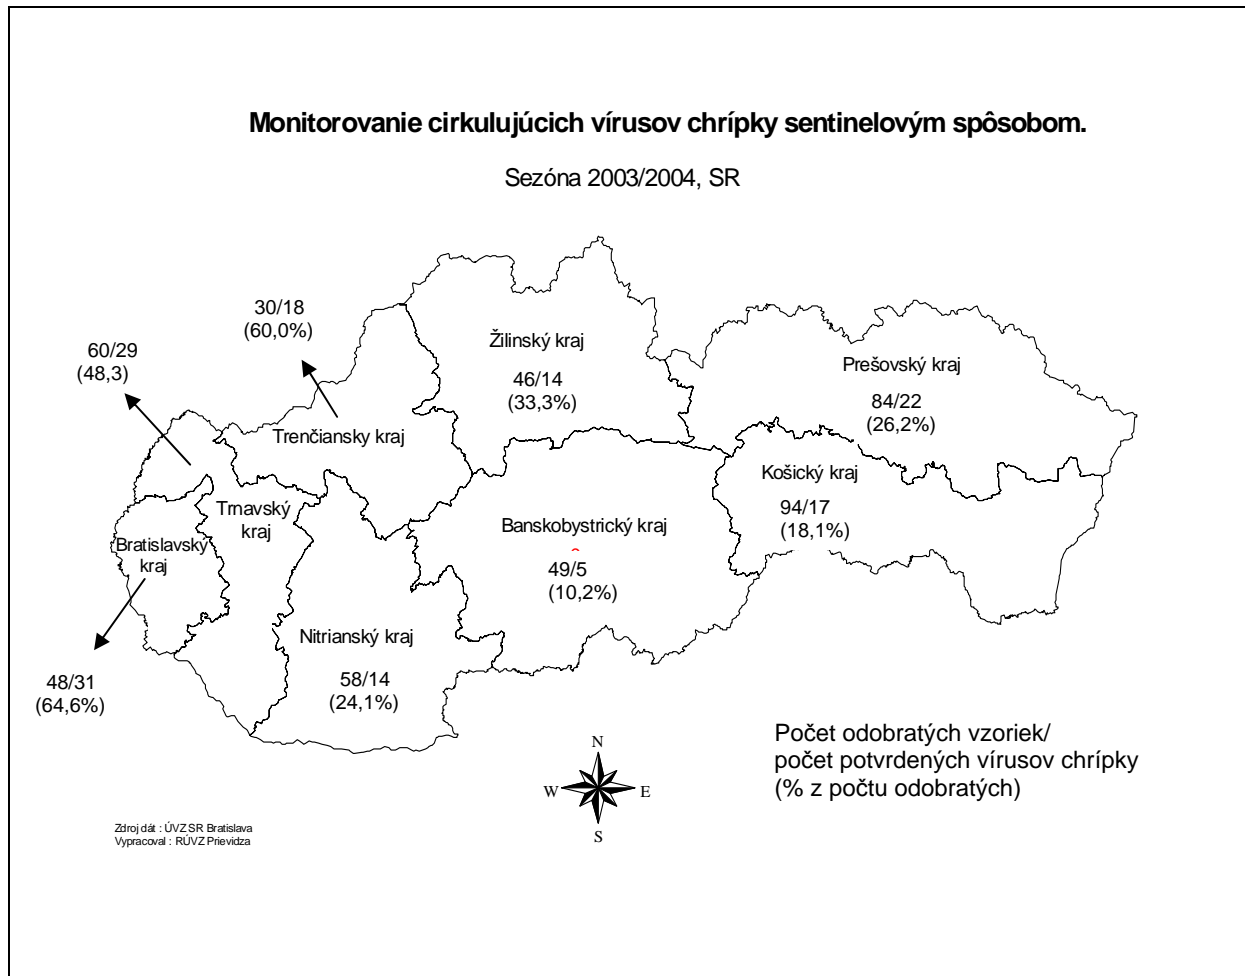 Monitorovanie cirkulujúcich vírusov chrípky sentinelovým spôsobom.
Sezóna 2003/2004, SR
30/18
(60,0%)
60/29
(48,3)
Žilinský kraj
46/14
(33,3%)
Prešovský kraj
84/22
(26,2%)
Trenčiansky kraj
Košický kraj
94/17
(18,1%)
Trnavský
kraj
Banskobystrický kraj
49/5
(10,2%)
Bratislavský
kraj
Nitrianský kraj
58/14
(24,1%)
48/31
(64,6%)
Počet odobratých vzoriek/
počet potvrdených vírusov chrípky
(% z počtu odobratých)
N
W
E
S
Zdroj dát : ÚVZ SR Bratislava
Vypracoval : RÚVZ Prievidza